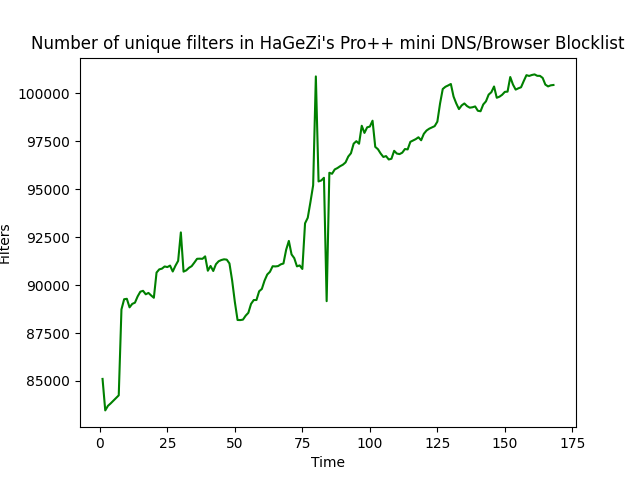 Number of unique filters in HaGeZi's Pro++ mini DNS/Browser Blocklist
100000
97500
95000
92500
90000
87500
85000
Filters
0 25 50 75 100 125 150 175
Time